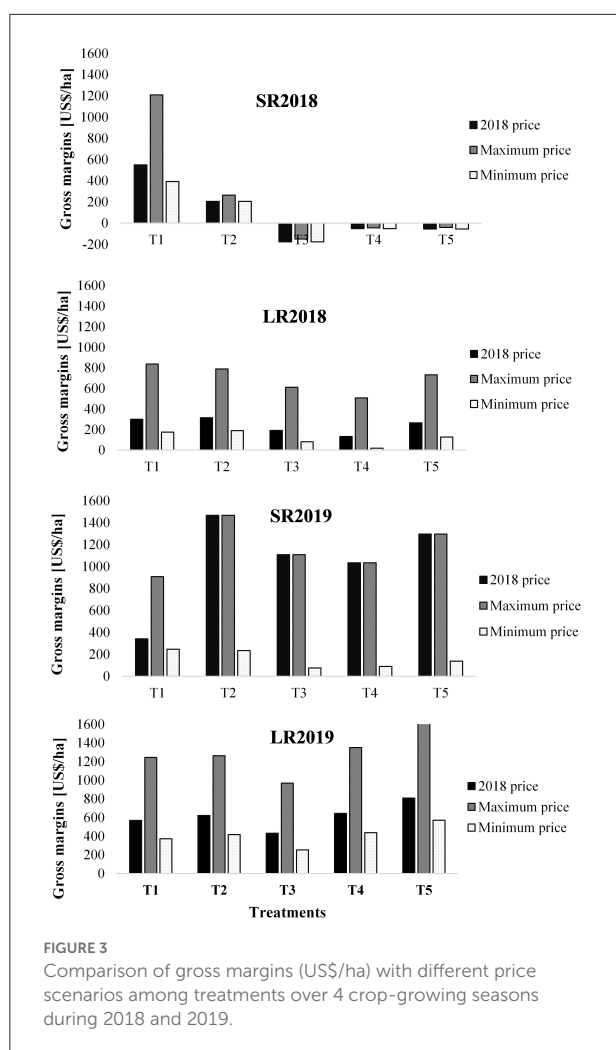 SR2018
Gross margins [US$/ha]
1600
1400
1200
1000
800
600
400
200
0
-200
T1 T2 T3 T4 T5
2018 price
Maximum price
Minimum price
LR2018
Gross margins [US$/ha]
1600
1400
1200
1000
800
600
400
200
0
T1 T2 T3 T4 T5
2018 price
Maximum price
Minimum price
SR2019
Gross margins [US$/ha]
1600
1400
1200
1000
800
600
400
200
0
T1 T2 T3 T4 T5
2018 price
Maximum price
Minimum price
LR2019
Gross margins [US$/ha]
1600
1400
1200
1000
800
600
400
200
0
T1 T2 T3 T4 T5
Treatments
2018 price
Maximum price
Minimum price
FIGURE 3
Comparison of gross margins (US$/ha) with different price
scenarios among treatments over 4 crop-growing seasons
during 2018 and 2019.